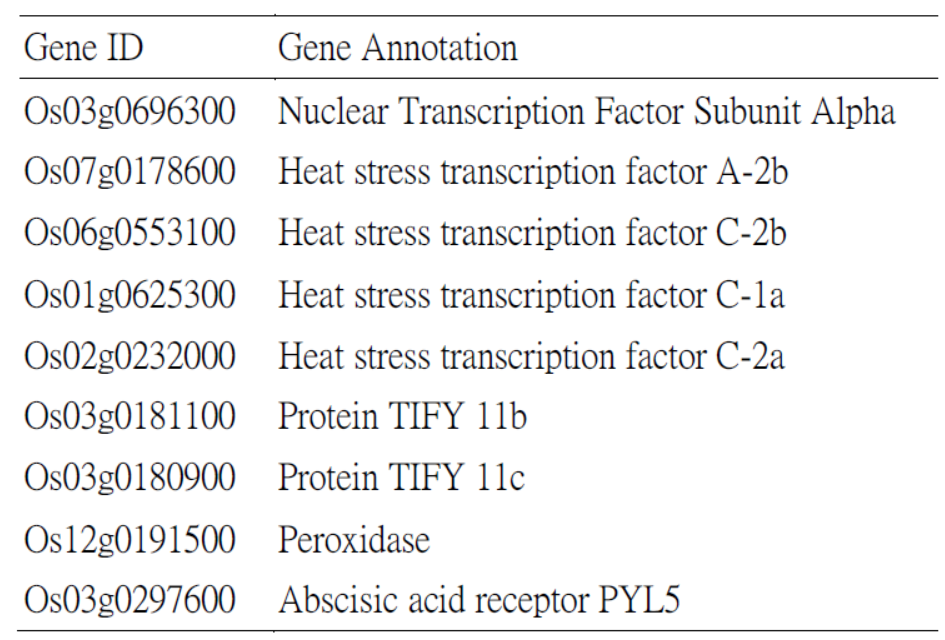 Gene ID Gene Annotation
Os03g0696300 Nuclear Transcription Factor Subunit Alpha
Os07g0178600 Heat stress transcription factor A-2b
Os06g0553100 Heat stress transcription factor C-2b
Os01g0625300 Heat stress transcription factor C-1a
Os02g0232000 Heat stress transcription factor C-2a
Os03g0181100 Protein TIFY 11b
Os03g0180900 Protein TIFY 11c
Os12g0191500 Peroxidase
Os03g0297600 Abscisic acid receptor PYL5